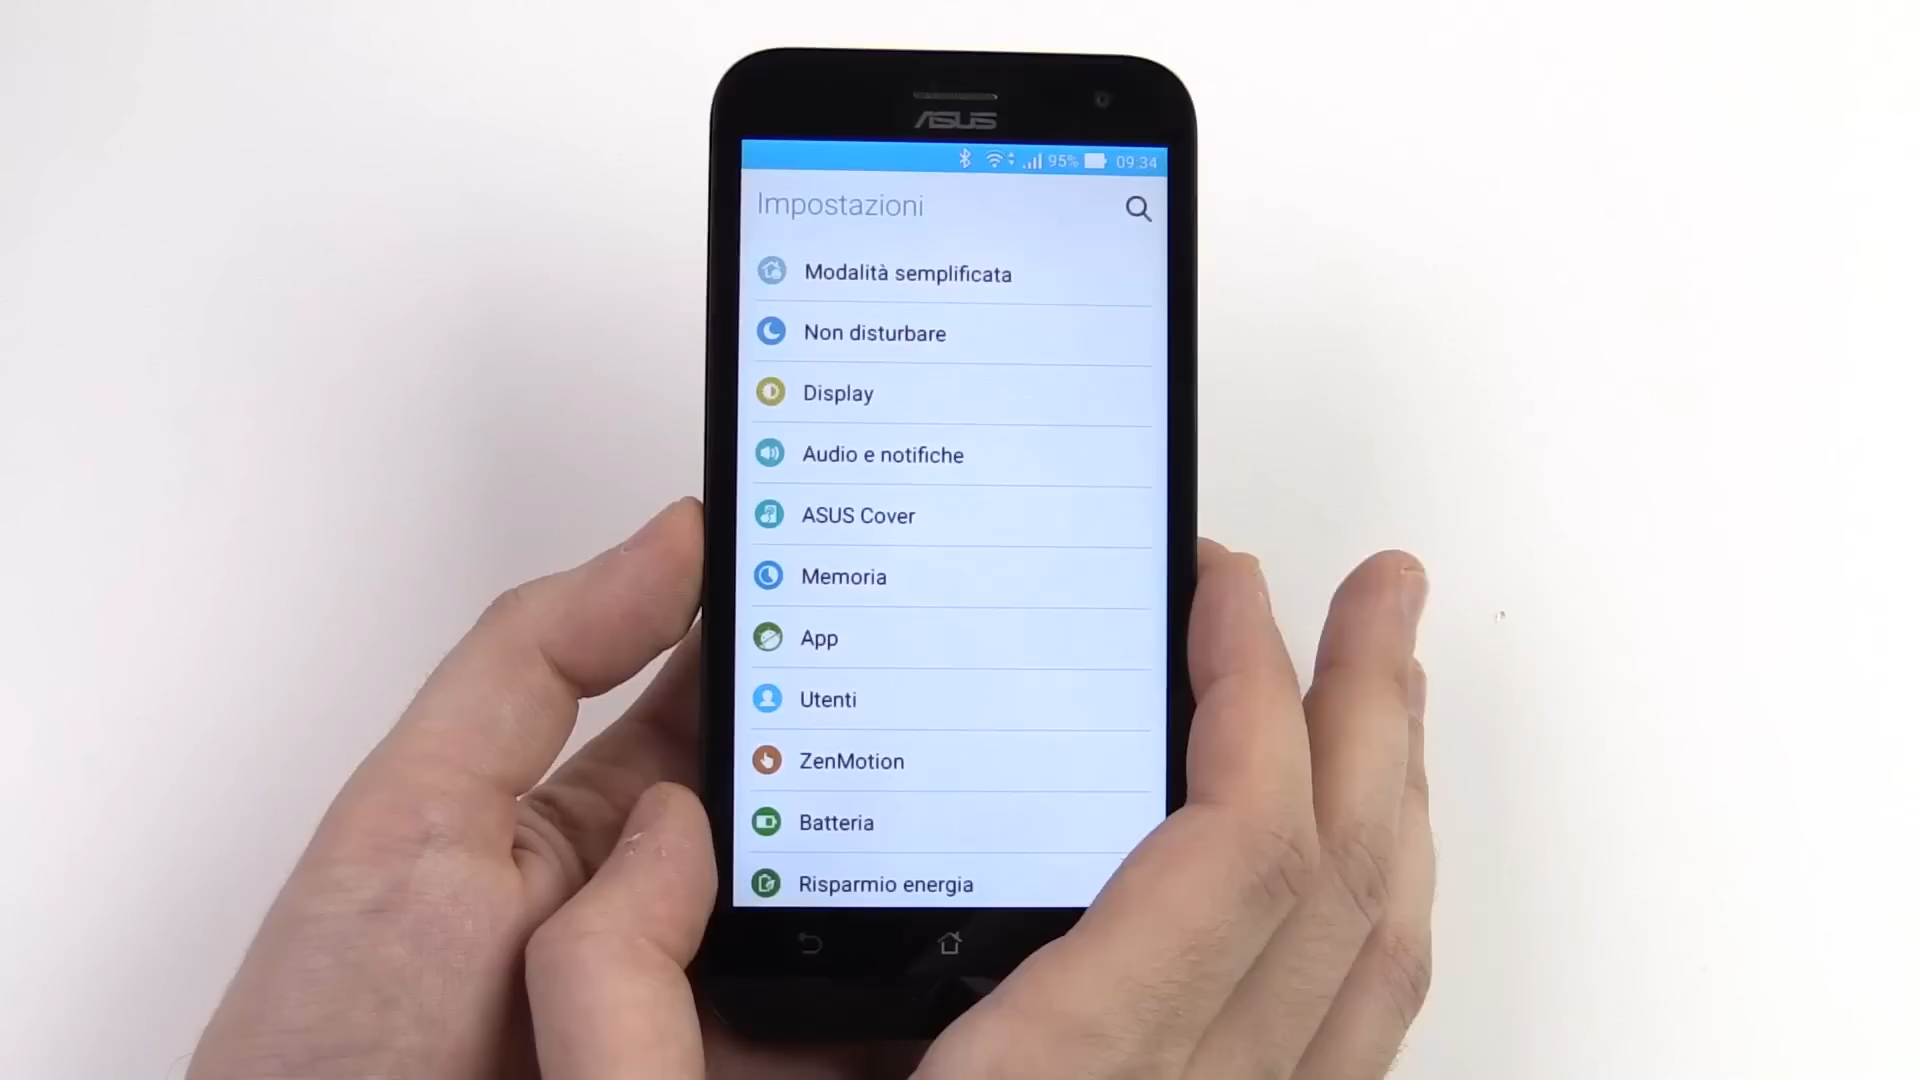 ASUS
95% 09:34
Impostazioni
Modalità semplificata
Non disturbare
Display
Audio e notifiche
ASUS Cover
Memoria
App
Utenti
ZenMotion
Batteria
Risparmio energia